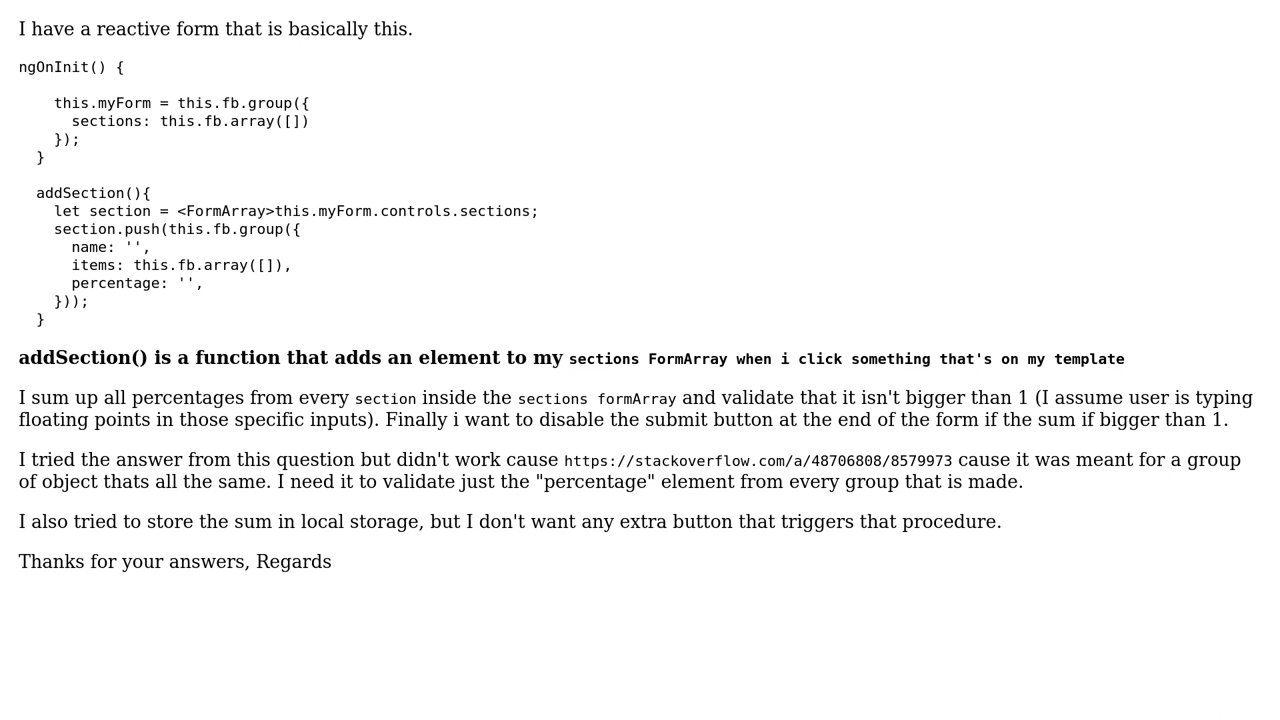 I have a reactive form that is basically this.
ngOnInit() {
this.myForm = this.fb.group({
sections: this.fb.array([])
});
}
addSection(){
let section = <FormArray>this.myForm.controls.sections;
section.push(this.fb.group({
name: '',
items: this.fb.array([]),
percentage: '',
}));
}
addSection() is a function that adds an element to my sections FormArray when i click something that's on my template
I sum up all percentages from every section inside the sections formArray and validate that it isn't bigger than 1 (I assume user is typing
floating points in those specific inputs). Finally i want to disable the submit button at the end of the form if the sum if bigger than 1.
I tried the answer from this question but didn't work cause https://stackoverflow.com/a/48706808/8579973 cause it was meant for a group
of object thats all the same. I need it to validate just the "percentage" element from every group that is made.
I also tried to store the sum in local storage, but I don't want any extra button that triggers that procedure.
Thanks for your answers, Regards